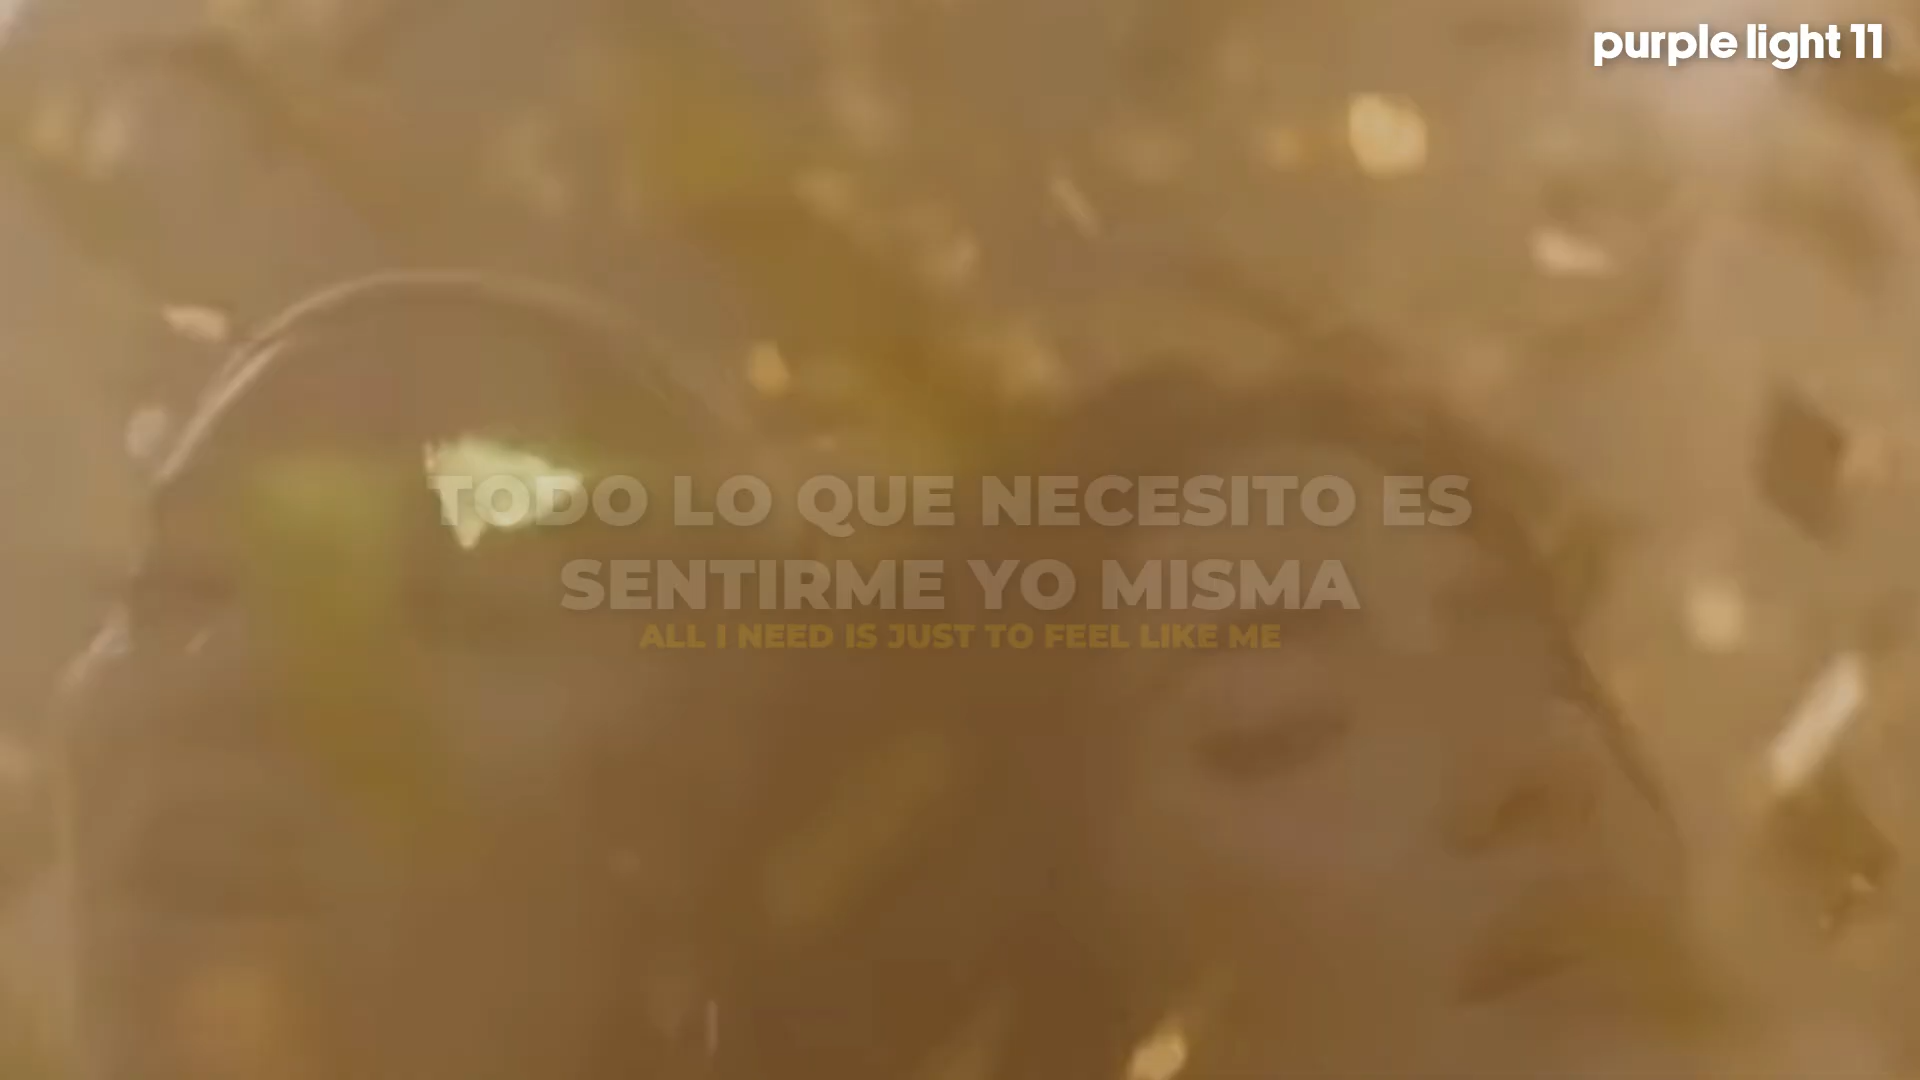 purple light 11
TODO LO QUE NECESITO ES
SENTIRME YO MISMA
ALL I NEED IS JUST TO FEEL LIKE ME